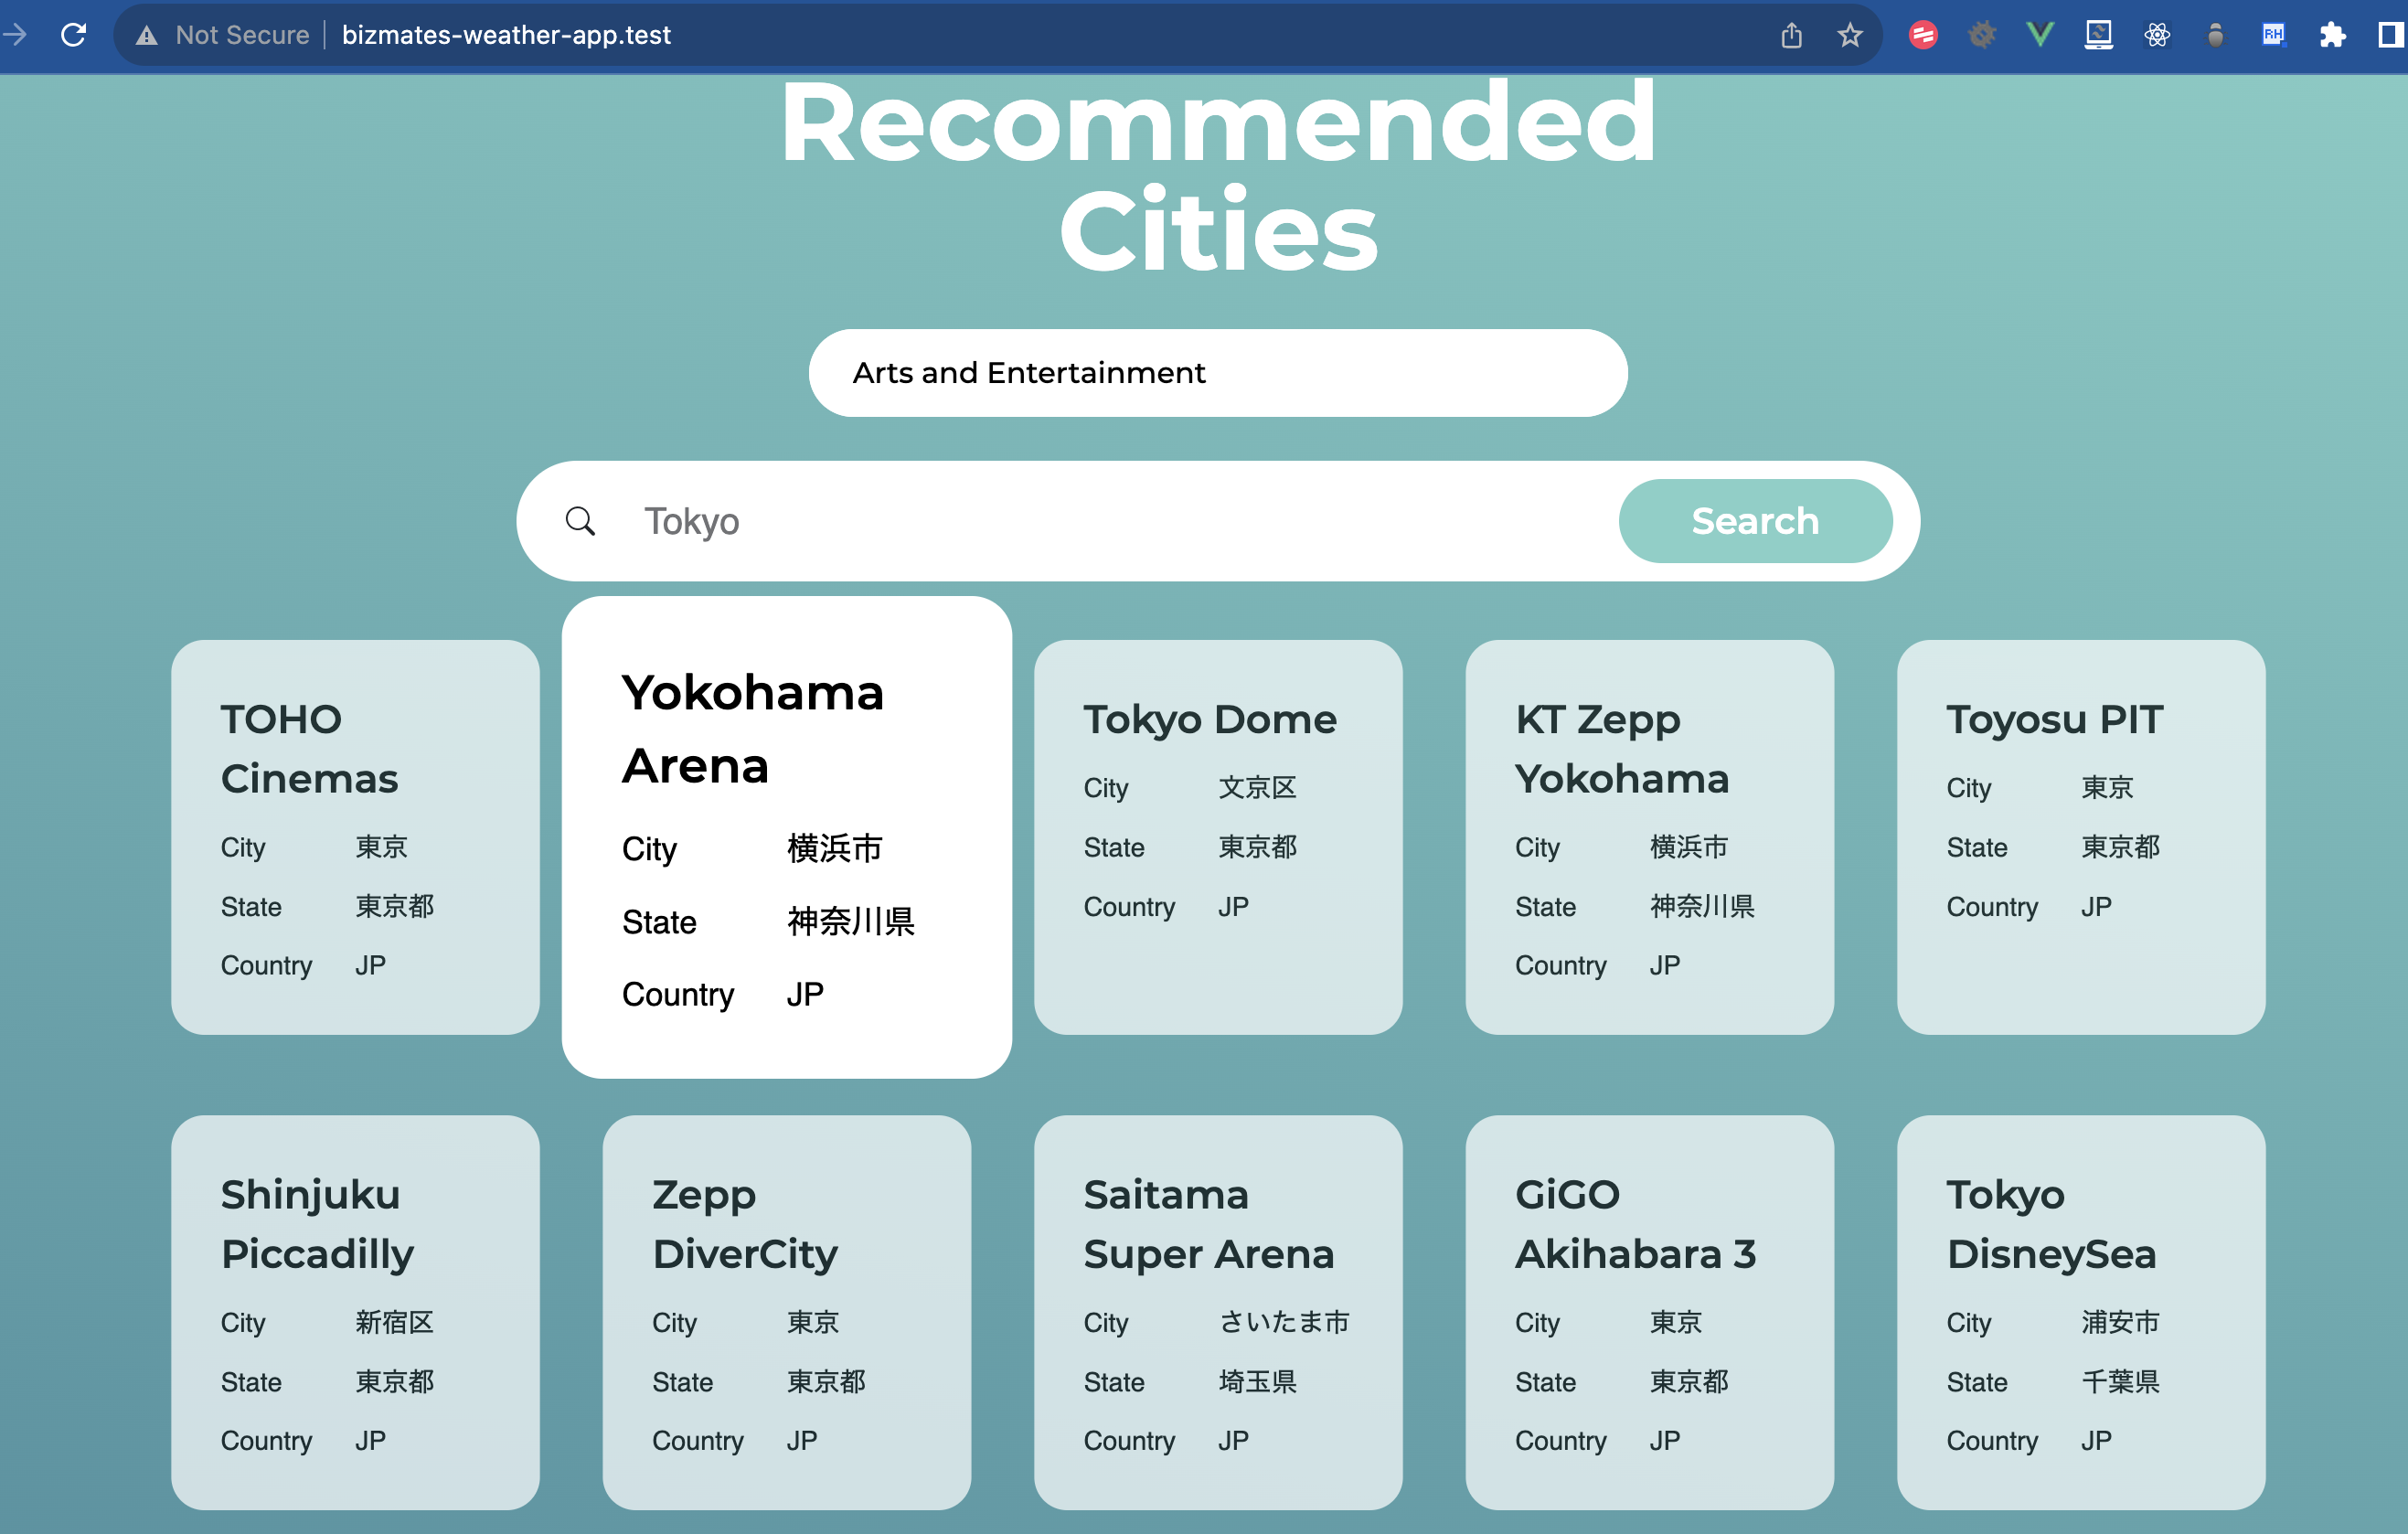 Not Secure
bizmates-weather-app.test
RH
Recommended
Cities
Arts and Entertainment
Tokyo
Search
TOHO
Cinemas
City 東京
State 東京都
Country JP
Yokohama
Arena
City 横浜市
State 神奈川県
Country JP
Tokyo Dome
City 文京区
State 東京都
Country JP
KT Zepp
Yokohama
City 横浜市
State 神奈川県
Country JP
Toyosu PIT
City 東京
State 東京都
Country JP
Shinjuku
Piccadilly
City 新宿区
State 東京都
Country JP
Zepp
DiverCity
City 東京
State 東京都
Country JP
Saitama
Super Arena
City さいたま市
State 埼玉県
Country JP
GiGO
Akihabara 3
City 東京
State 東京都
Country JP
Tokyo
DisneySea
City 浦安市
State 千葉県
Country JP